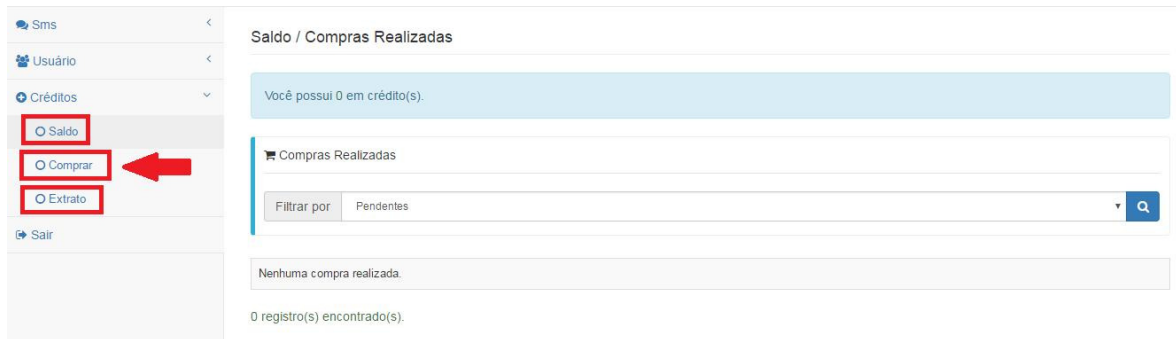 Sms
Usuário
Créditos
Saldo
Comprar
Extrato
Sair
Saldo / Compras Realizadas
Você possui 0 em crédito(s).
Compras Realizadas
Filtrar por Pendentes
Nenhuma compra realizada.
0 registro(s) encontrado(s).